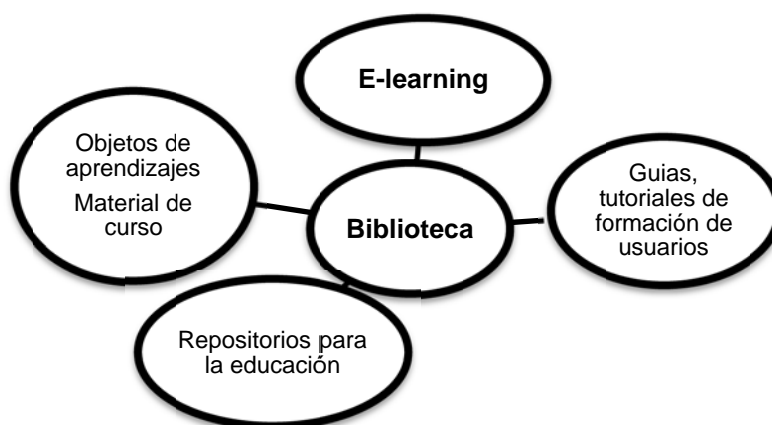 E-learning
Objetos de
aprendizajes
Material de
curso
Biblioteca
Guias,
tutoriales de
formación de
usuarios
Repositorios para
la educación